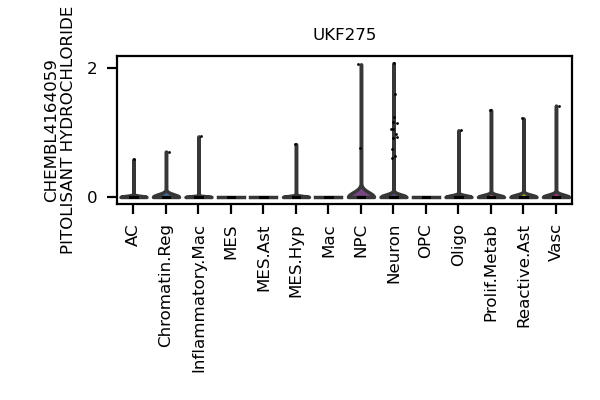 UKF275
CHEMBL4164059
PITOLISANT HYDROCHLORIDE
2
0
AC
Chromatin.Reg
Inflammatory.Mac
MES
MES.Ast
MES.Hyp
Mac
NPC
Neuron
OPC
Oligo
Prolif.Metab
Reactive.Ast
Vasc